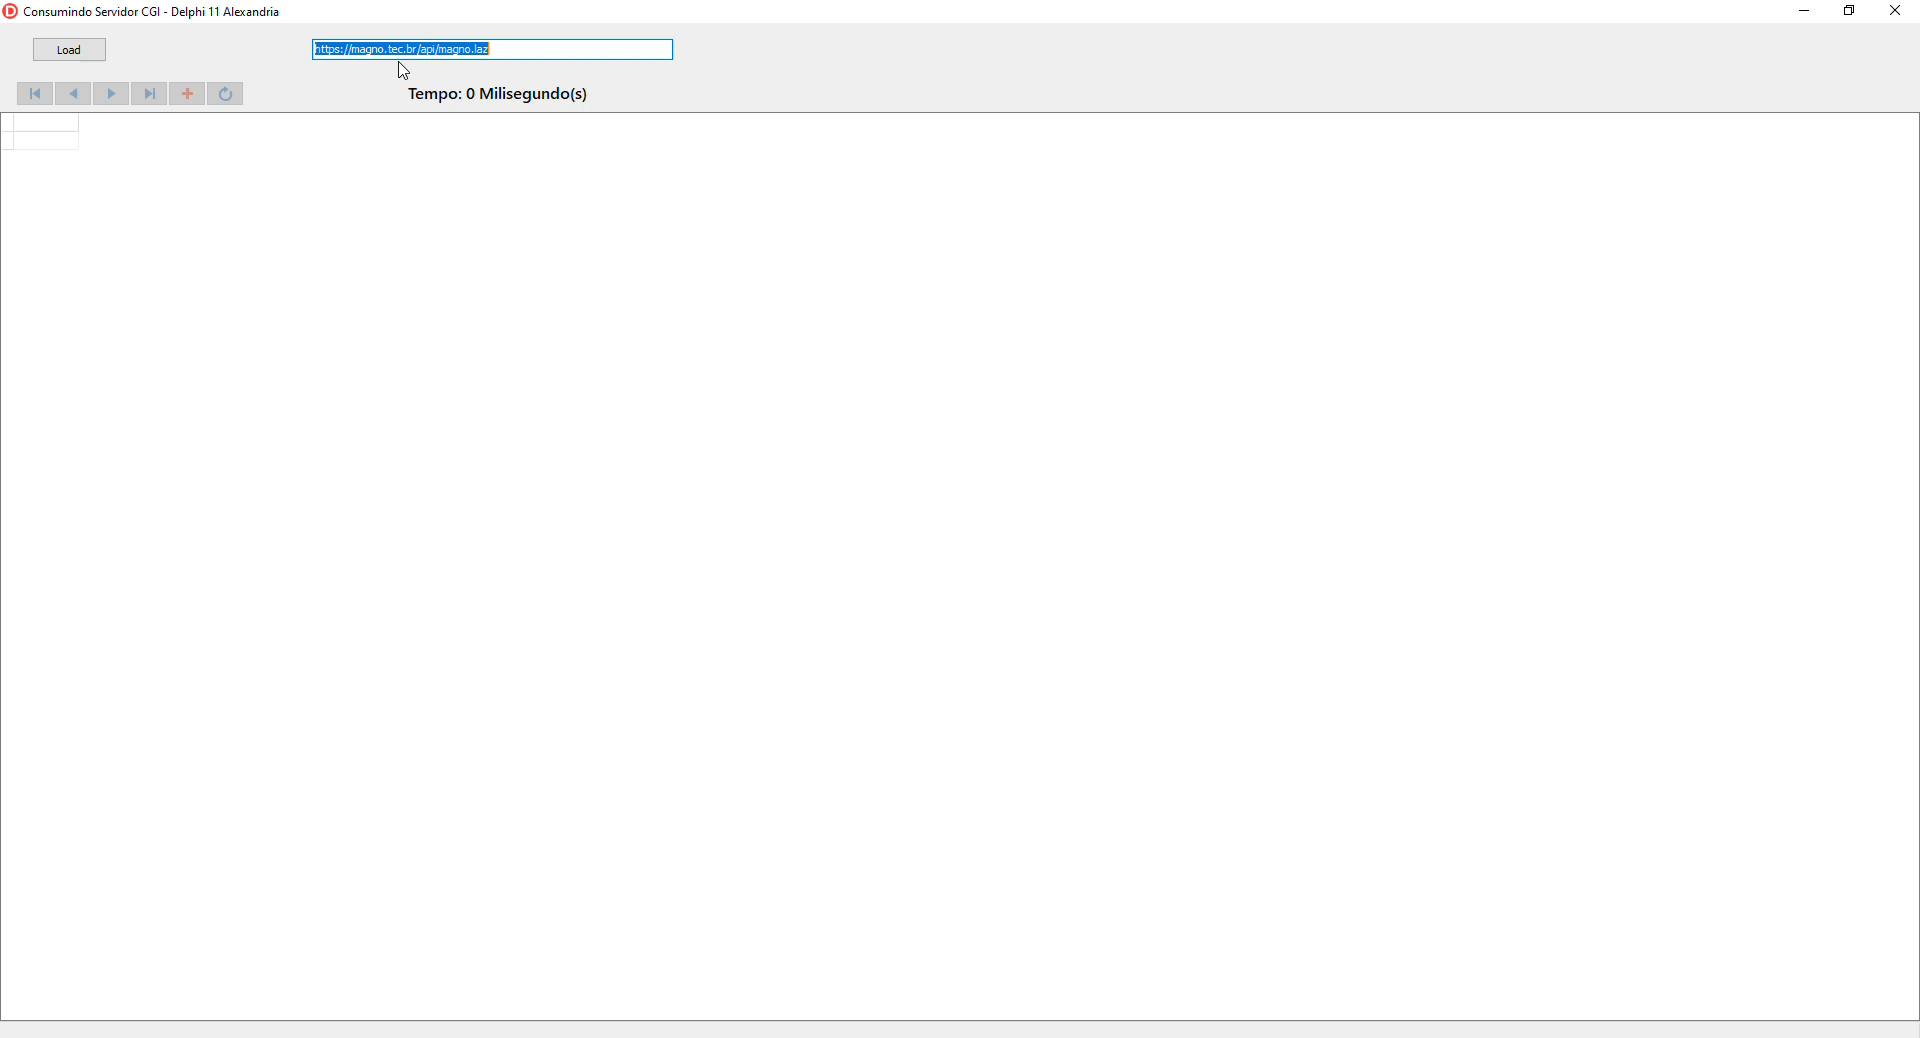 Consumindo Servidor CGI - Delphi 11 Alexandria
Load
https://magno.tec.br/api/magno.laz
Tempo: 0 Milisegundo(s)